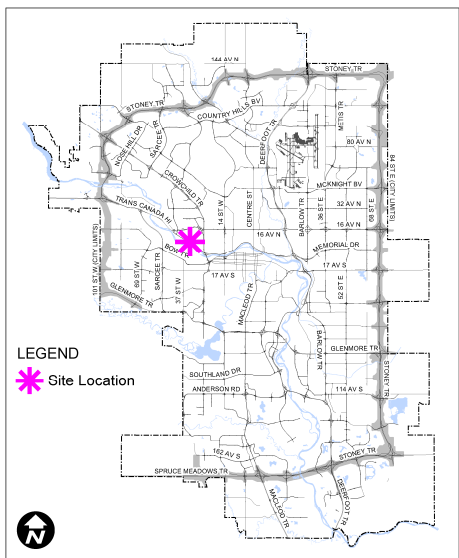 144 AV N
STONEY TR
STONEY TR
COUNTRY HILLS BV
METIS TR
NOSE HILL DR
SARCEE TR
DEERFOOT TR
80 AV N
84 ST E (CITY LIMITS)
CROWCHILD TR
MCKNIGHT BV
TRANS CANADA HI
14 ST W
CENTRE ST
BARLOW TR
36 ST E
32 AV N
68 ST E
16 AV N
16 AV N
101 ST W (CITY LIMITS)
BOW TR
MEMORIAL DR
17 AV S
17 AV S
69 ST W
SARCEE TR
37 ST W
52 ST E
GLENMORE TR
MACLEOD TR
BARLOW TR
GLENMORE TR
LEGEND
Site Location
SOUTHLAND DR
STONEY TR
ANDERSON RD
114 AV S
162 AV S
STONEY TR
SPRUCE MEADOWS TR
MACLEOD TR
DEERFOOT TR
N